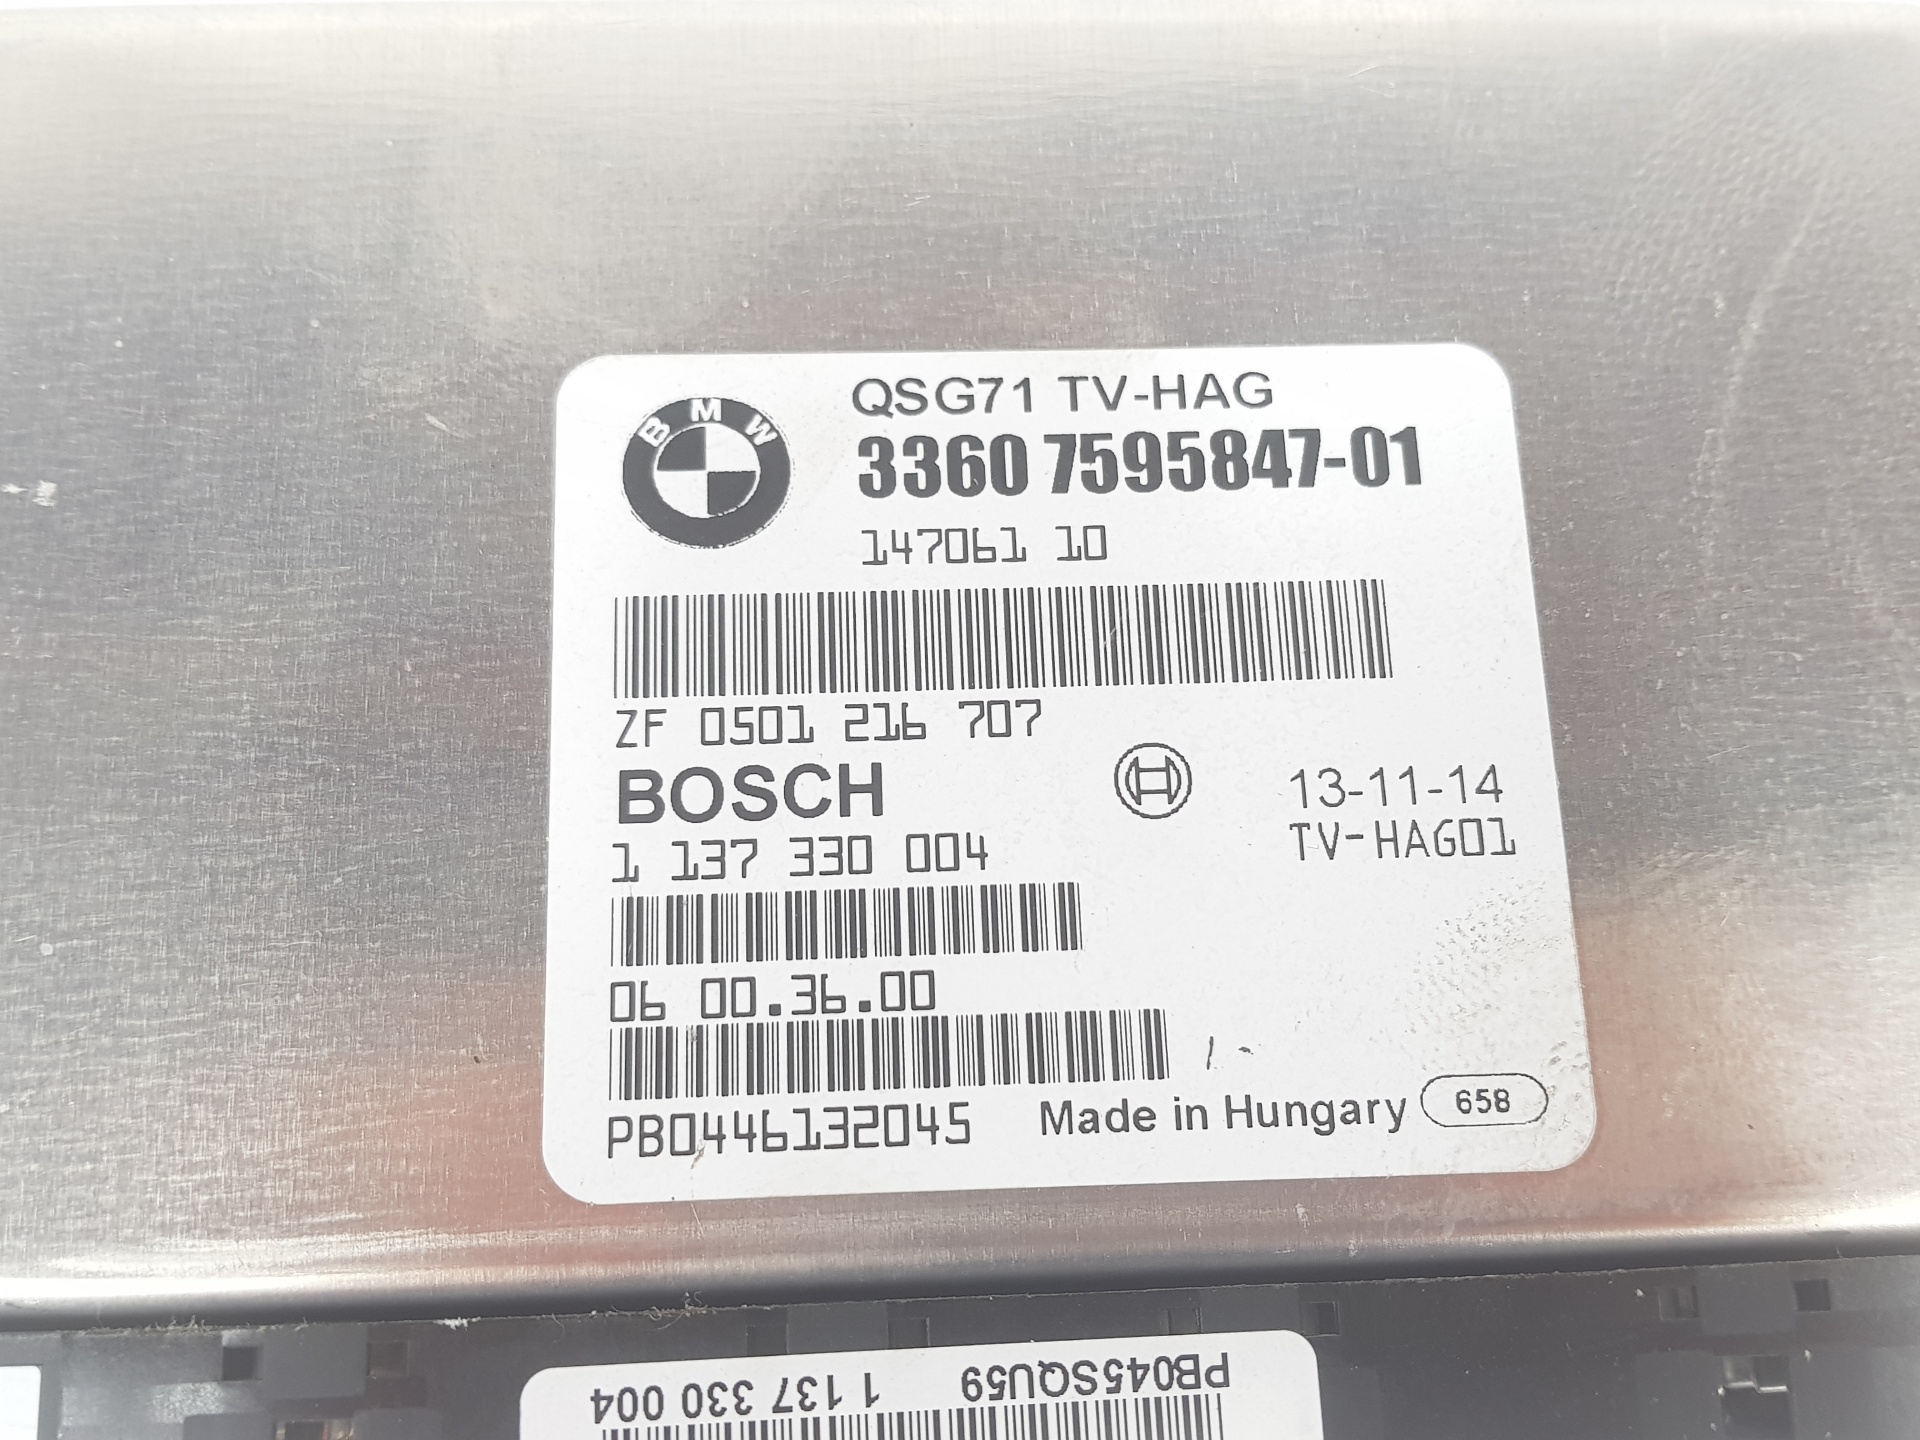 BMW
QSG71 TV-HAG
3360 7595847-01
147061 10
ZF 0501 216 707
BOSCH
13-11-14
1 137 330 004
TV-HAG01
06 00.36.00
PB0446132045
Made in Hungary
658
PB045SQU59 1 137 330 004